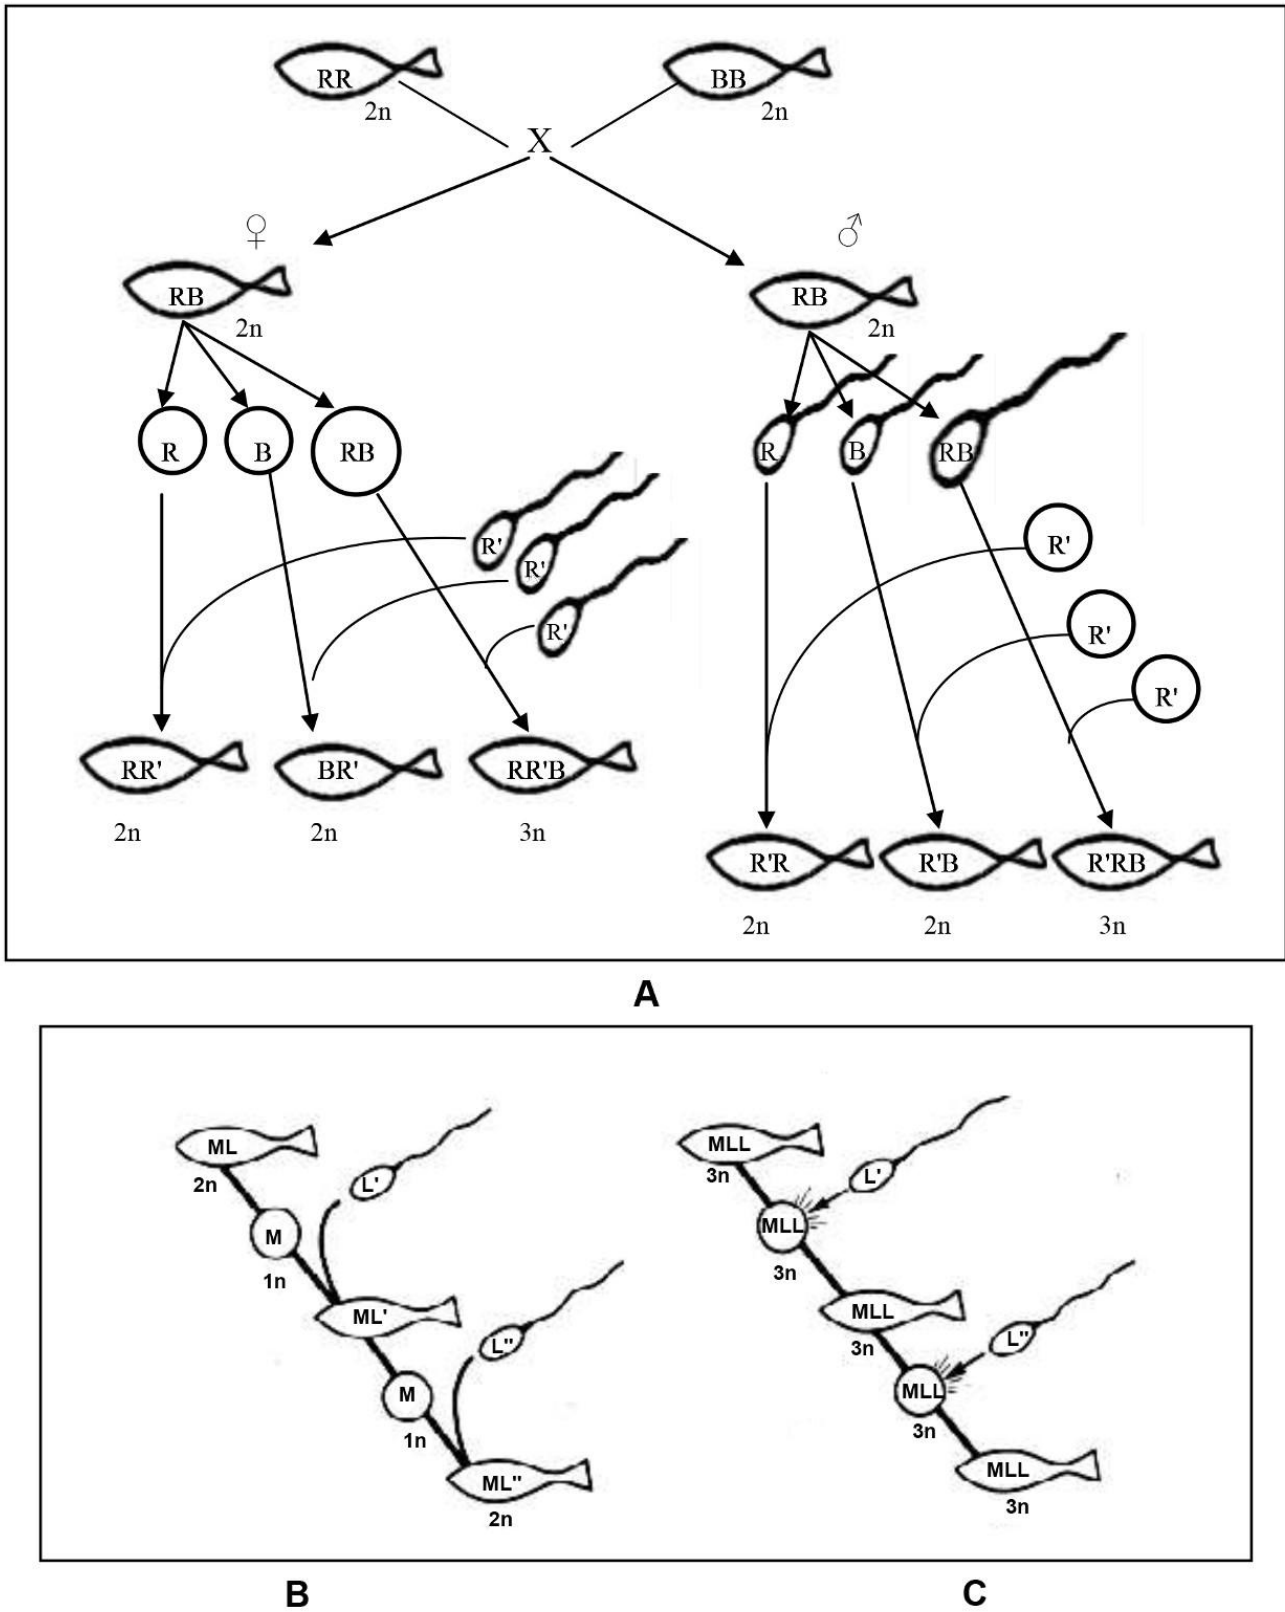 RR
BB
2n
2n
X
♀
♂
RB
2n
RB
2n
R
B
RB
R
B
RB
R'
R'
R'
R'
R'
R'
RR'
BR'
RR'B
2n
2n
3n
R'R
R'B
R'RB
2n
2n
3n
A
ML
2n
L'
M
1n
ML'
L''
M
1n
ML''
2n
MLL
3n
L'
MLL
3n
MLL
3n
L''
MLL
3n
MLL
3n
B
C